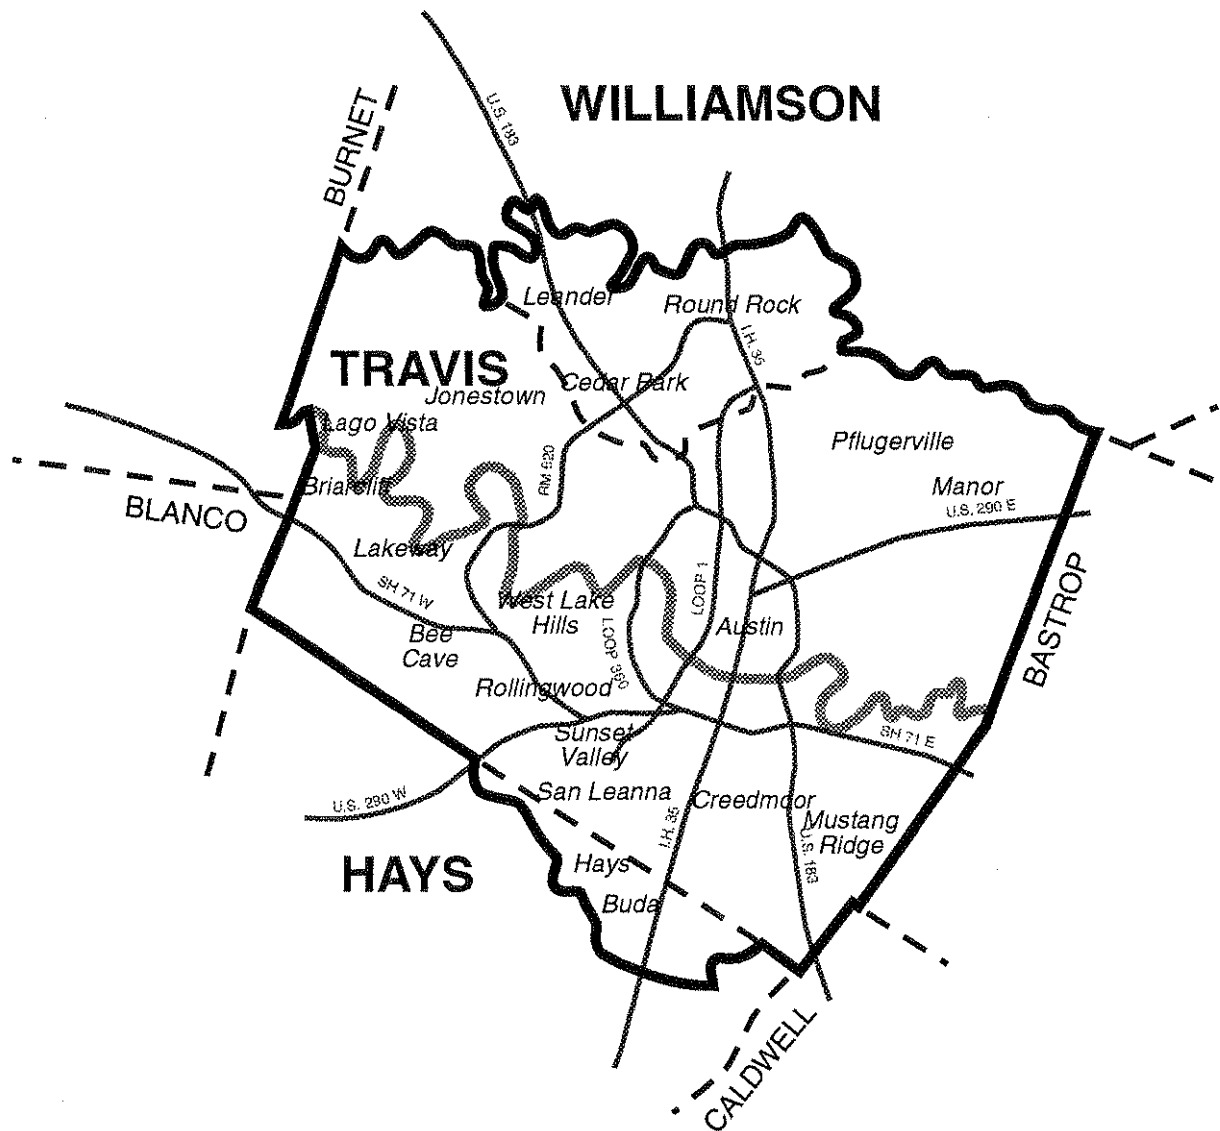 WILLIAMSON
U.S. 183
BURNET
Leander
Round Rock
I.H. 35
TRAVIS
Cedar Park
Jonestown
Lago Vista
Pflugerville
RM 620
Briarcliff
Manor
U.S. 290 E
BLANCO
Lakeway
SH 71 W
LOOP 1
West Lake
Hills
LOOP 360
Austin
BASTROP
Bee
Cave
Rollingwood
Sunset
Valley
SH 71 E
San Leanna
Creedmoor
U.S. 290 W
I.H. 35
Mustang
Ridge
U.S. 183
HAYS
Hays
Buda
CALDWELL